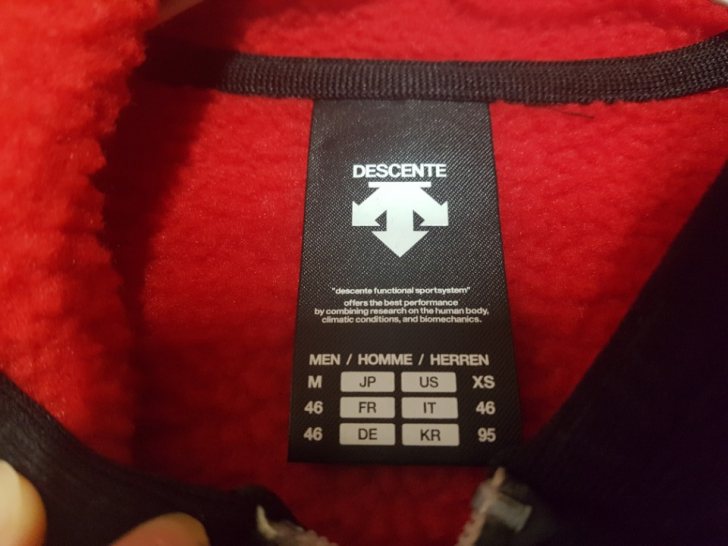 DESCENTE
"descente functional sportsystem"
offers the best performance
by combining research on the human body,
climatic conditions, and biomechanics.
MEN / HOMME / HERREN
M JP US XS
46 FR IT 46
46 DE KR 95